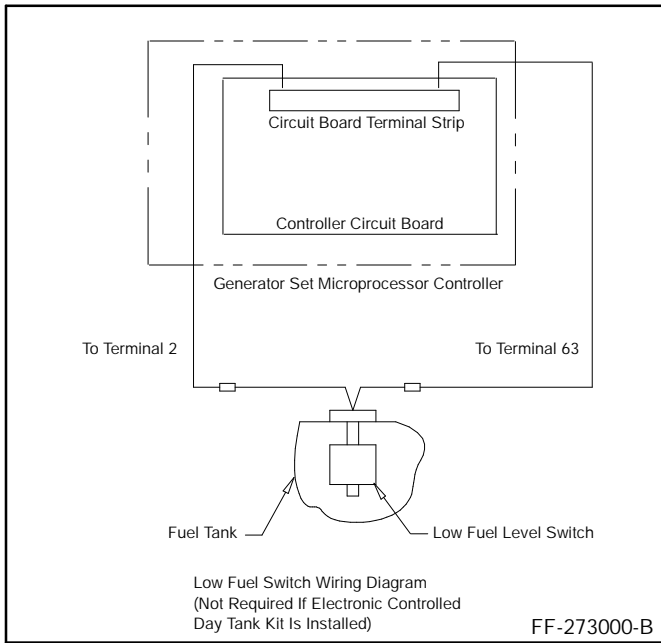 Circuit Board Terminal Strip
Controller Circuit Board
Generator Set Microprocessor Controller
To Terminal 2
To Terminal 63
Fuel Tank
Low Fuel Level Switch
Low Fuel Switch Wiring Diagram
(Not Required If Electronic Controlled
Day Tank Kit Is Installed)
FF-273000-B